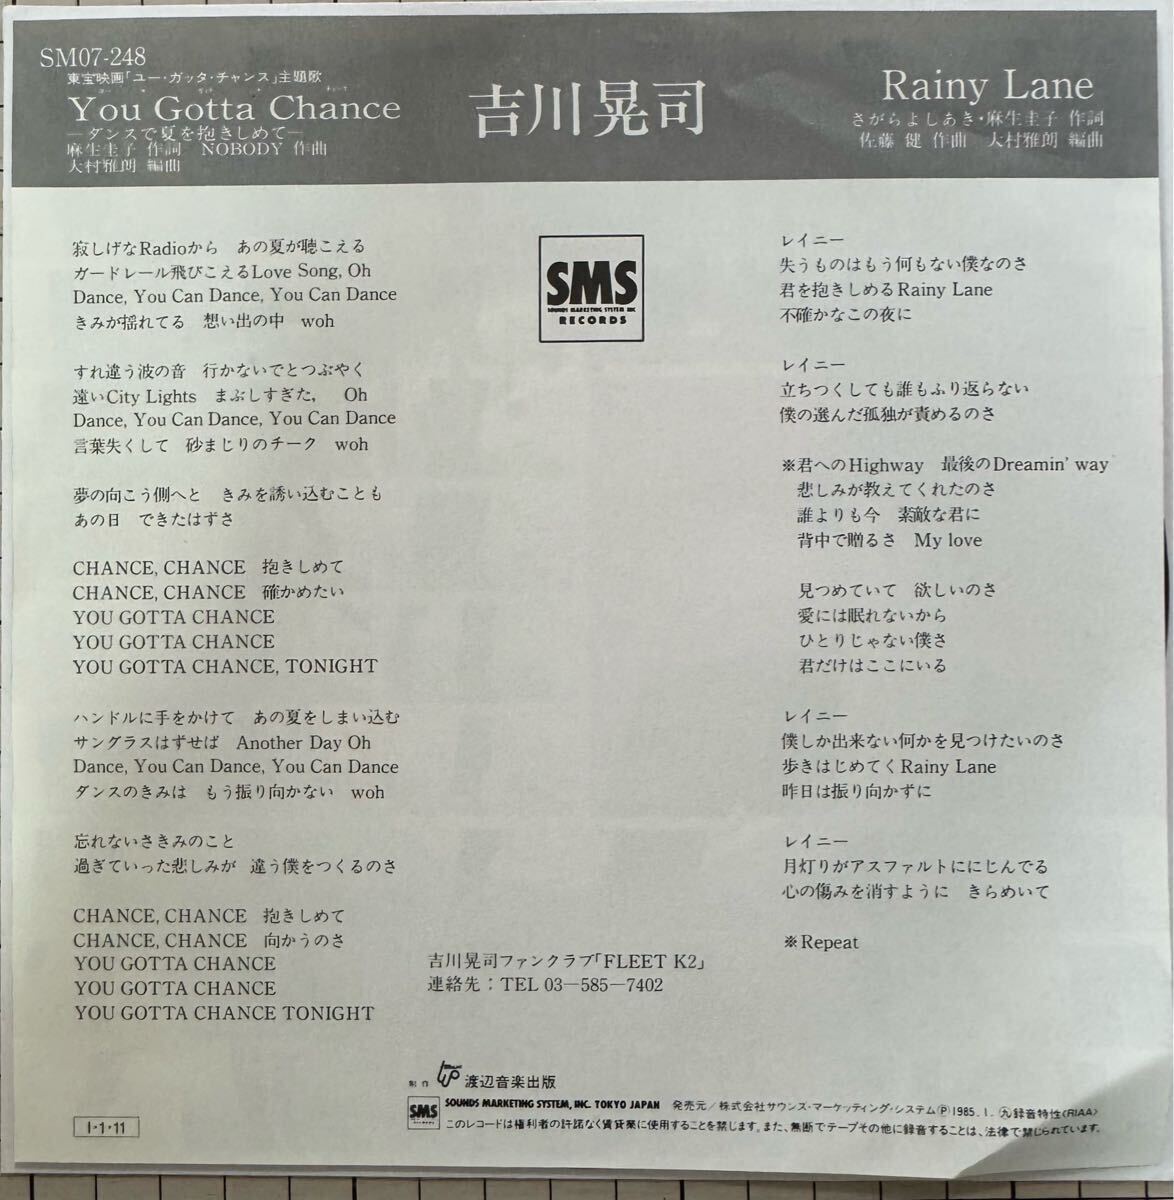 SM07-248
東宝映画「ユー・ガッタ・チャンス」主題歌
You Gotta Chance
―ダンスで夏を抱きしめて―
麻生圭子 作詞 NOBODY 作曲
大村雅朗 編曲
吉川晃司
Rainy Lane
さがらよしあき・麻生圭子 作詞
佐藤 健 作曲 大村雅朗 編曲
寂しげなRadioから あの夏が聴こえる
ガードレール飛びこえるLove Song, Oh
Dance, You Can Dance, You Can Dance
きみが揺れてる 想い出の中 woh
すれ違う波の音 行かないでとつぶやく
遠いCity Lights まぶしすぎた, Oh
Dance, You Can Dance, You Can Dance
言葉失くして 砂まじりのチーク woh
夢の向こう側へと きみを誘い込むことも
あの日 できたはずさ
CHANCE, CHANCE 抱きしめて
CHANCE, CHANCE 確かめたい
YOU GOTTA CHANCE
YOU GOTTA CHANCE
YOU GOTTA CHANCE, TONIGHT
ハンドルに手をかけて あの夏をしまい込む
サングラスはずせば Another Day Oh
Dance, You Can Dance, You Can Dance
ダンスのきみは もう振り向かない woh
忘れないさきみのこと
過ぎていった悲しみが 違う僕をつくるのさ
CHANCE, CHANCE 抱きしめて
CHANCE, CHANCE 向かうのさ
YOU GOTTA CHANCE
YOU GOTTA CHANCE
YOU GOTTA CHANCE TONIGHT
SMS
SOUNDS MARKETING SYSTEM INC
RECORDS
レイニー
失うものはもう何もない僕なのさ
君を抱きしめるRainy Lane
不確かなこの夜に
レイニー
立ちつくしても誰もふり返らない
僕の選んだ孤独が責めるのさ
※君へのHighway 最後のDreamin' way
悲しみが教えてくれたのさ
誰よりも今 素敵な君に
背中で贈るさ My love
見つめていて 欲しいのさ
愛には眠れないから
ひとりじゃない僕さ
君だけはここにいる
レイニー
僕しか出来ない何かを見つけたいのさ
歩きはじめてくRainy Lane
昨日は振り向かずに
レイニー
月灯りがアスファルトににじんでる
心の傷みを消すように きらめいて
※Repeat
吉川晃司ファンクラブ「FLEET K2」
連絡先：TEL 03―585―7402
制作 渡辺音楽出版
SMS SOUNDS MARKETING SYSTEM, INC. TOKYO JAPAN 発売元／株式会社サウンズ・マーケッティング・システム Ⓟ1985.1. ㊈録音特性(RIAA)
このレコードは権利者の許諾なく賃貸業に使用することを禁じます。また、無断でテープその他に録音することは、法律で禁じられています。
I・1・11